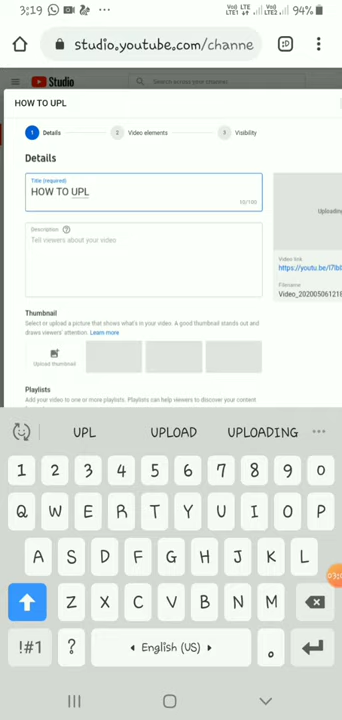 3:19 94%
studio.youtube.com/channe
Studio Search across your channel
HOW TO UPL
1 Details 2 Video elements 3 Visibility
Details
Title (required)
HOW TO UPL
10/100
Description
Tell viewers about your video
Uploading
Video link
Filename
Thumbnail
Select or upload a picture that shows what's in your video. A good thumbnail stands out and
draws viewers' attention. Learn more
Upload thumbnail
Playlists
Add your video to one or more playlists. Playlists can help viewers to discover your content
UPL UPLOAD UPLOADING
1 2 3 4 5 6 7 8 9 0
Q W E R T Y U I O P
A S D F G H J K L
Z X C V B N M
!#1 ? English (US) .